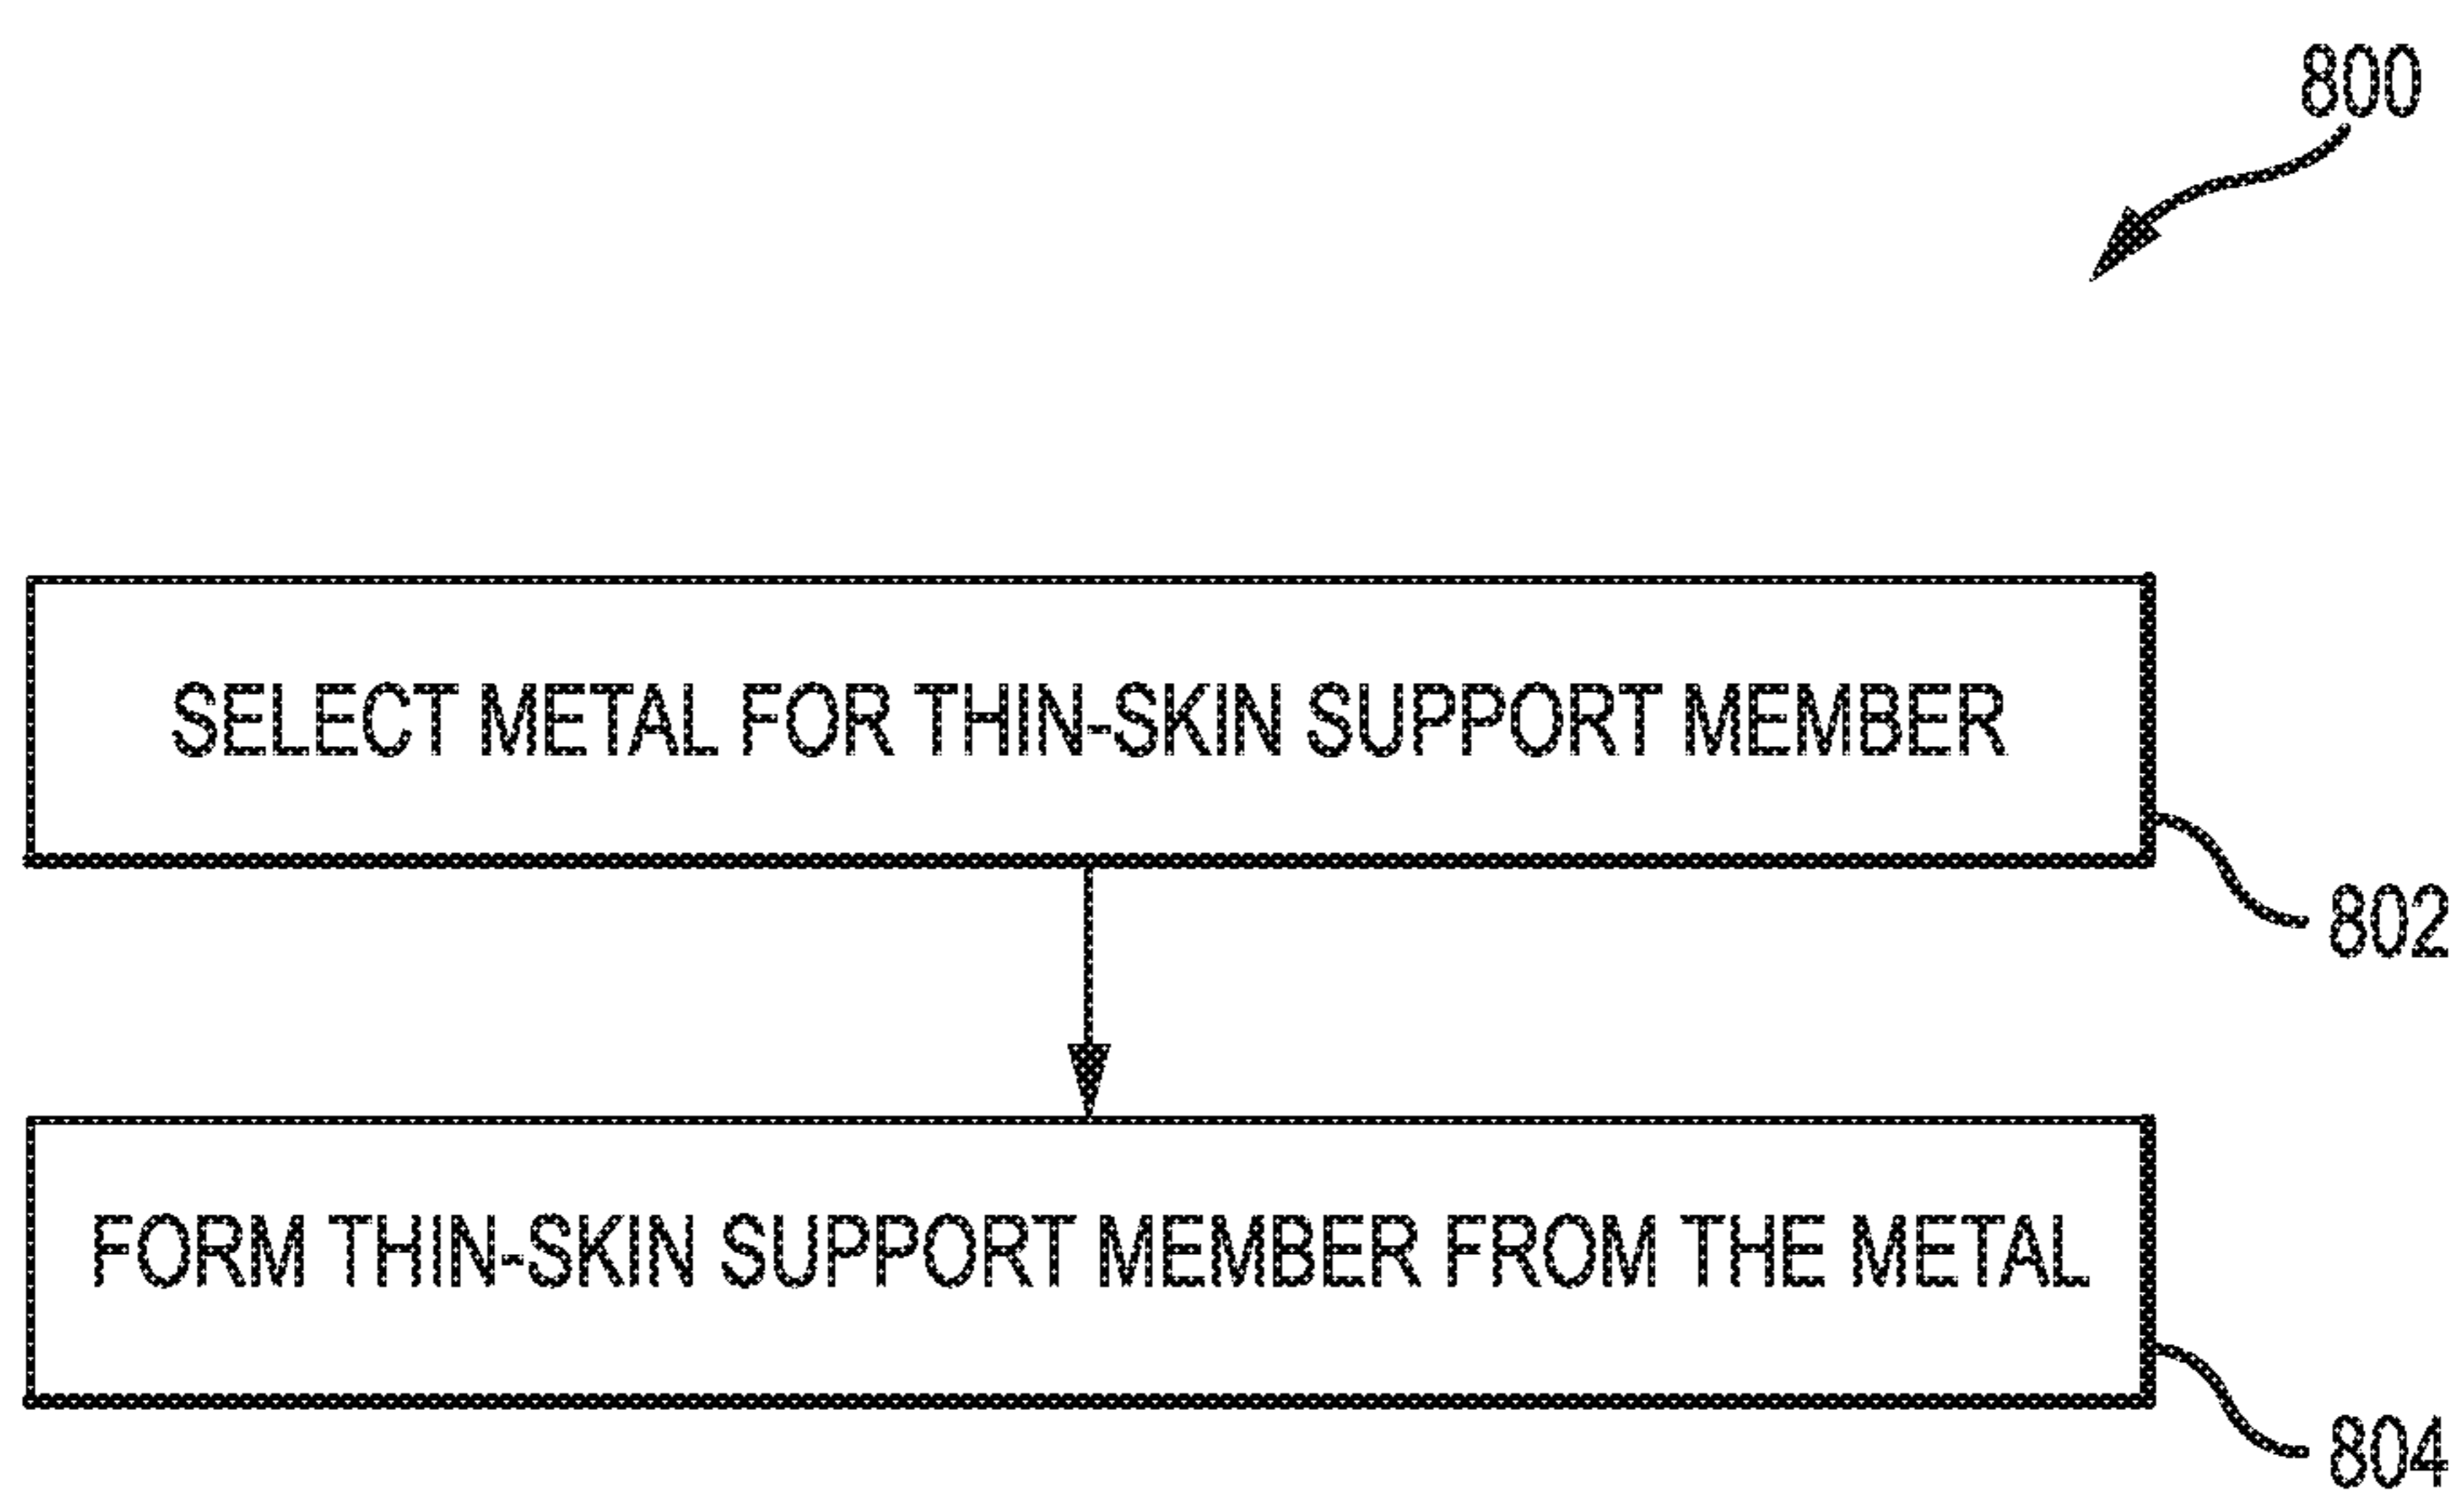 800
SELECT METAL FOR THIN-SKIN SUPPORT MEMBER
802
FORM THIN-SKIN SUPPORT MEMBER FROM THE METAL
804